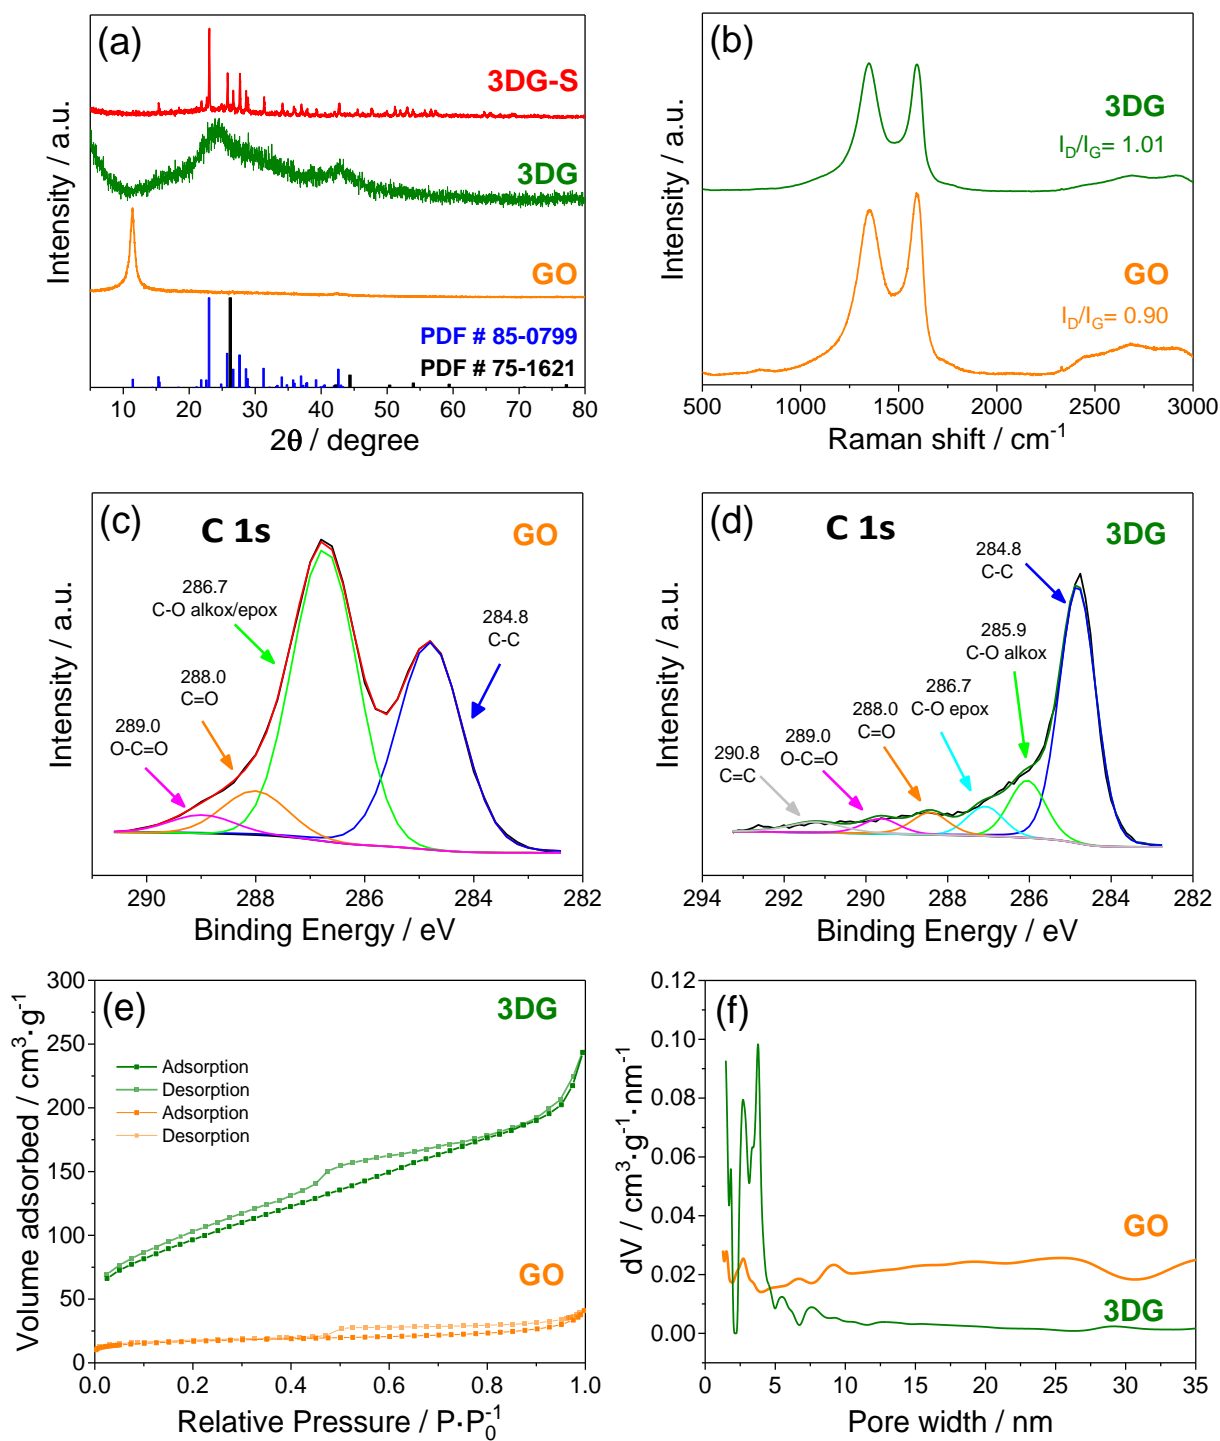 (a)
3DG-S
3DG
GO
PDF # 85-0799
PDF # 75-1621
Intensity / a.u.
10 20 30 40 50 60 70 80
2θ / degree
(b)
3DG
I_D/I_G= 1.01
GO
I_D/I_G= 0.90
Intensity / a.u.
500 1000 1500 2000 2500 3000
Raman shift / cm⁻¹
(c)
C 1s
GO
286.7
C-O alkox/epox
284.8
C-C
288.0
C=O
289.0
O-C=O
Intensity / a.u.
290 288 286 284 282
Binding Energy / eV
(d)
C 1s
3DG
284.8
C-C
285.9
C-O alkox
286.7
C-O epox
288.0
C=O
289.0
O-C=O
290.8
C=C
Intensity / a.u.
294 292 290 288 286 284 282
Binding Energy / eV
(e)
3DG
Adsorption
Desorption
Adsorption
Desorption
GO
Volume adsorbed / cm³·g⁻¹
300
250
200
150
100
50
0
0.0 0.2 0.4 0.6 0.8 1.0
Relative Pressure / P·P₀⁻¹
(f)
GO
3DG
dV / cm³·g⁻¹·nm⁻¹
0.12
0.10
0.08
0.06
0.04
0.02
0.00
0 5 10 15 20 25 30 35
Pore width / nm